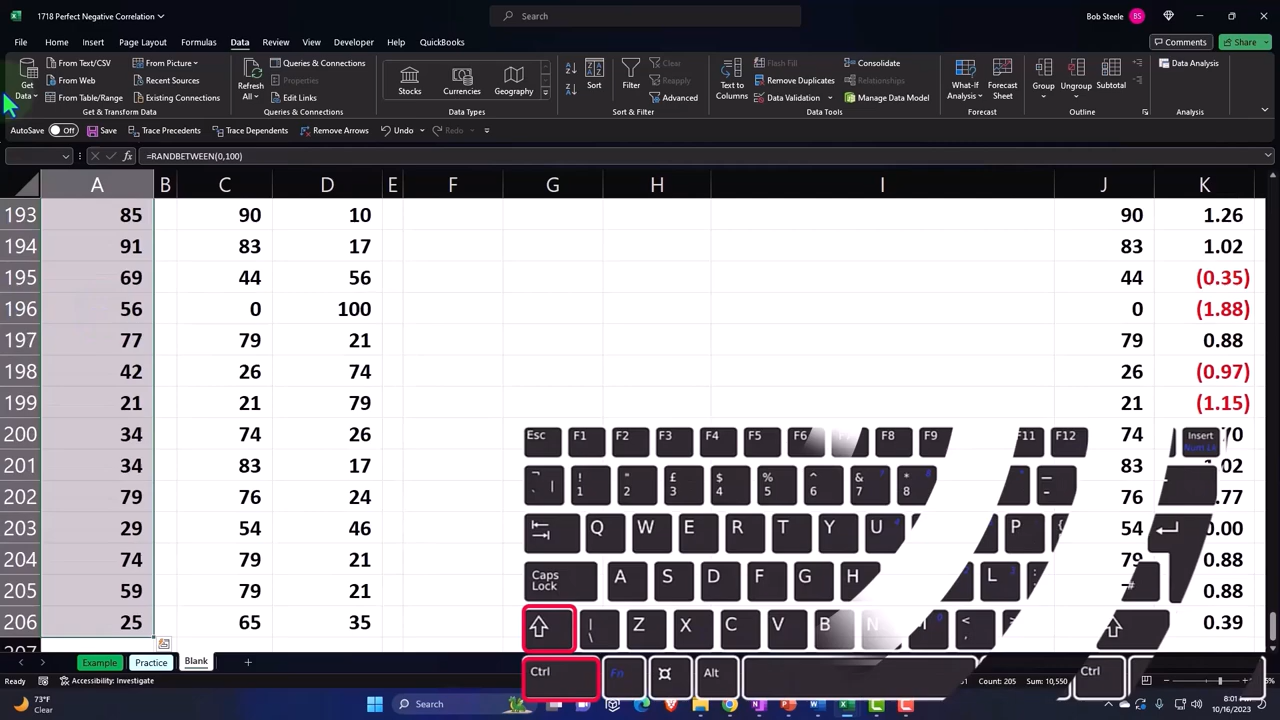 1718 Perfect Negative Correlation
Search
Bob Steele BS
File Home Insert Page Layout Formulas Data Review View Developer Help QuickBooks
Comments Share
Get Data
From Text/CSV From Picture
From Web Recent Sources
From Table/Range Existing Connections
Get & Transform Data
Refresh All
Queries & Connections
Properties
Edit Links
Queries & Connections
Stocks Currencies Geography
Data Types
Sort Filter
Clear
Reapply
Advanced
Sort & Filter
Text to Columns
Flash Fill Consolidate
Remove Duplicates Relationships
Data Validation Manage Data Model
Data Tools
What-If Analysis Forecast Sheet
Forecast
Group Ungroup Subtotal
Outline
Data Analysis
Analysis
AutoSave Off Save Trace Precedents Trace Dependents Remove Arrows Undo Redo
fx =RANDBETWEEN(0,100)
A B C D E F G H I J K
193 85 90 10 90 1.26
194 91 83 17 83 1.02
195 69 44 56 44 (0.35)
196 56 0 100 0 (1.88)
197 77 79 21 79 0.88
198 42 26 74 26 (0.97)
199 21 21 79 21 (1.15)
200 34 74 26 74
201 34 83 17 83
202 79 76 24 76
203 29 54 46 54
204 74 79 21 79 0.88
205 59 79 21 0.88
206 25 65 35 0.39
Esc F1 F2 F3 F4 F5 F6 F8 F9 F11 F12 Insert
! 1 " 2 £ 3 $ 4 % 5 ^ 6 & 7 * 8
Q W E R T Y U P
Caps Lock A S D F G H L
Z X C V B N M
Ctrl Fn Alt Ctrl
Example Practice Blank
Ready Accessibility: Investigate Count: 205 Sum: 10,550
73°F
Clear
Search
10/16/2023